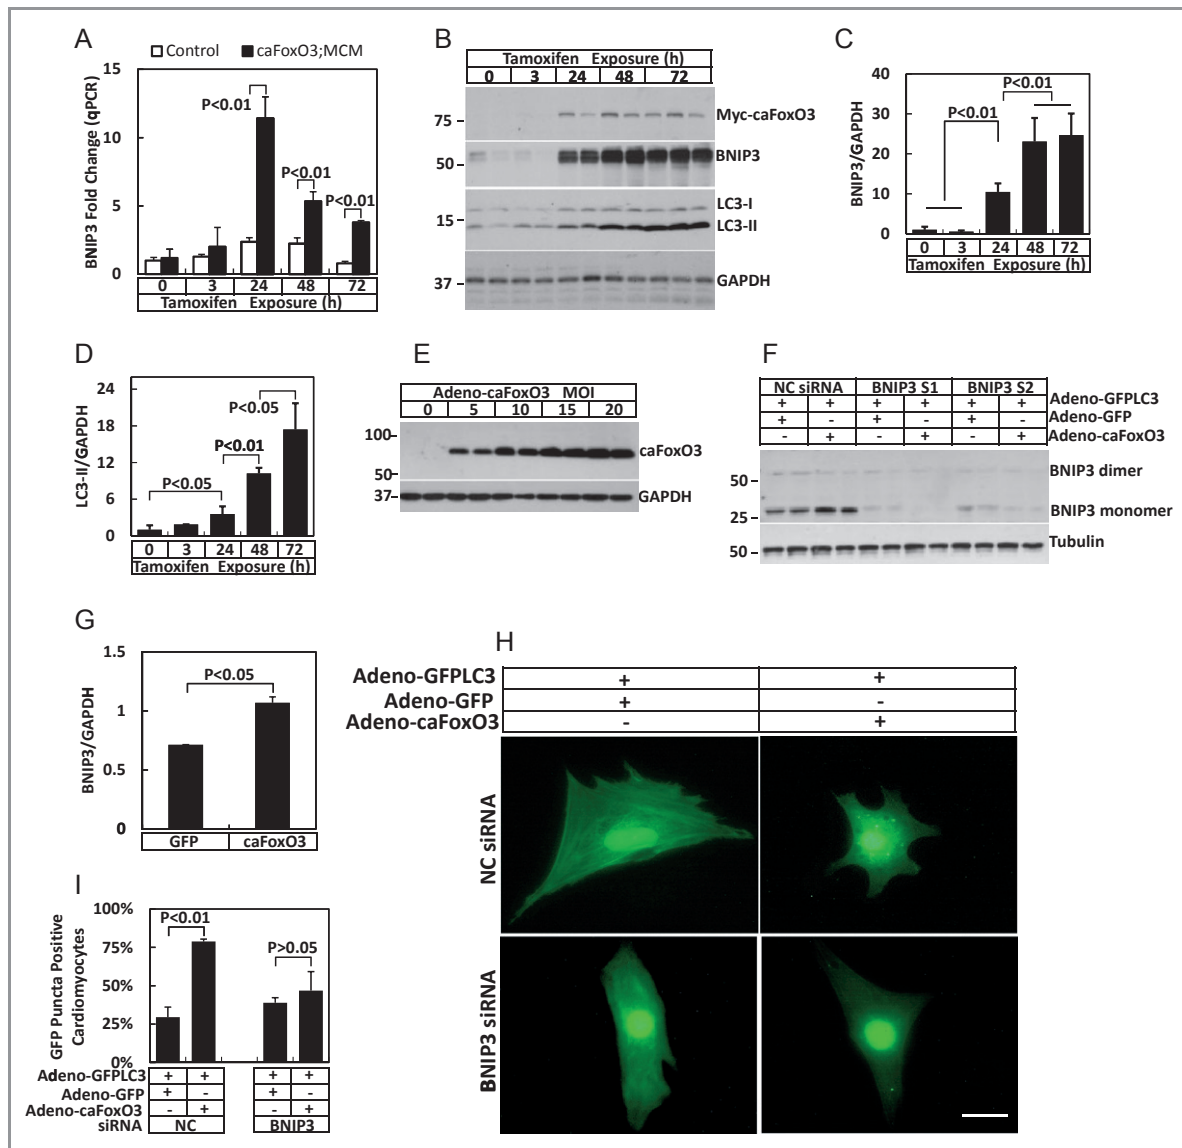 A
Control caFoxO3;MCM
BNIP3 Fold Change (qPCR)
15
10
5
0
P<0.01
P<0.01
P<0.01
0 3 24 48 72
Tamoxifen Exposure (h)
B
Tamoxifen Exposure (h)
0 3 24 48 72
75
Myc-caFoxO3
50
BNIP3
LC3-I
15
LC3-II
37
GAPDH
C
BNIP3/GAPDH
40
30
20
10
0
P<0.01
P<0.01
0 3 24 48 72
Tamoxifen Exposure (h)
D
LC3-II/GAPDH
24
18
12
6
0
P<0.05
P<0.01
P<0.05
0 3 24 48 72
Tamoxifen Exposure (h)
E
Adeno-caFoxO3 MOI
0 5 10 15 20
100
caFoxO3
50
37
GAPDH
F
NC siRNA BNIP3 S1 BNIP3 S2
+ + + + + + Adeno-GFPLC3
+ - + - + - Adeno-GFP
- + - + - + Adeno-caFoxO3
50
BNIP3 dimer
25
BNIP3 monomer
50
Tubulin
G
BNIP3/GAPDH
1.5
1
0.5
0
P<0.05
GFP caFoxO3
H
Adeno-GFPLC3 + +
Adeno-GFP + -
Adeno-caFoxO3 - +
NC siRNA
BNIP3 siRNA
I
GFP Puncta Positive
Cardiomyocytes
100%
75%
50%
25%
0%
P<0.01
P>0.05
Adeno-GFPLC3 + + + +
Adeno-GFP + - + -
Adeno-caFoxO3 - + - +
siRNA NC BNIP3